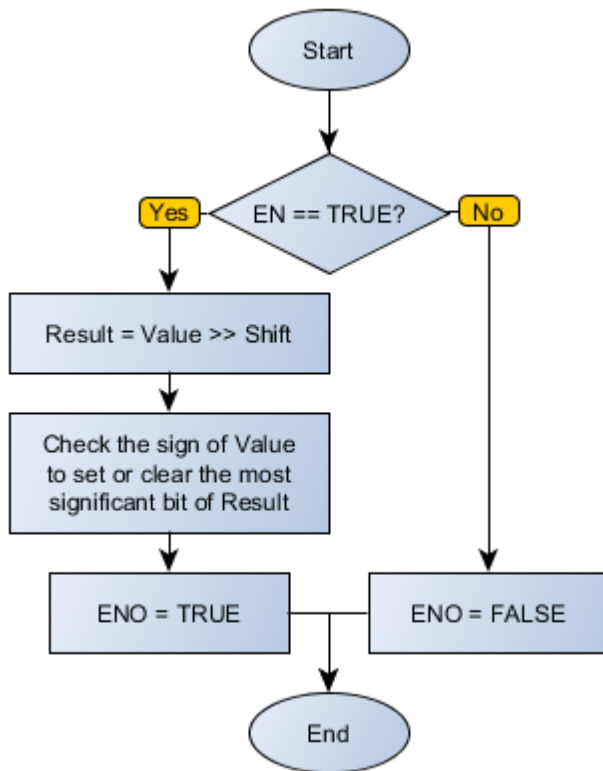 Start
EN == TRUE?
Yes
No
Result = Value >> Shift
Check the sign of Value
to set or clear the most
significant bit of Result
ENO = TRUE
ENO = FALSE
End